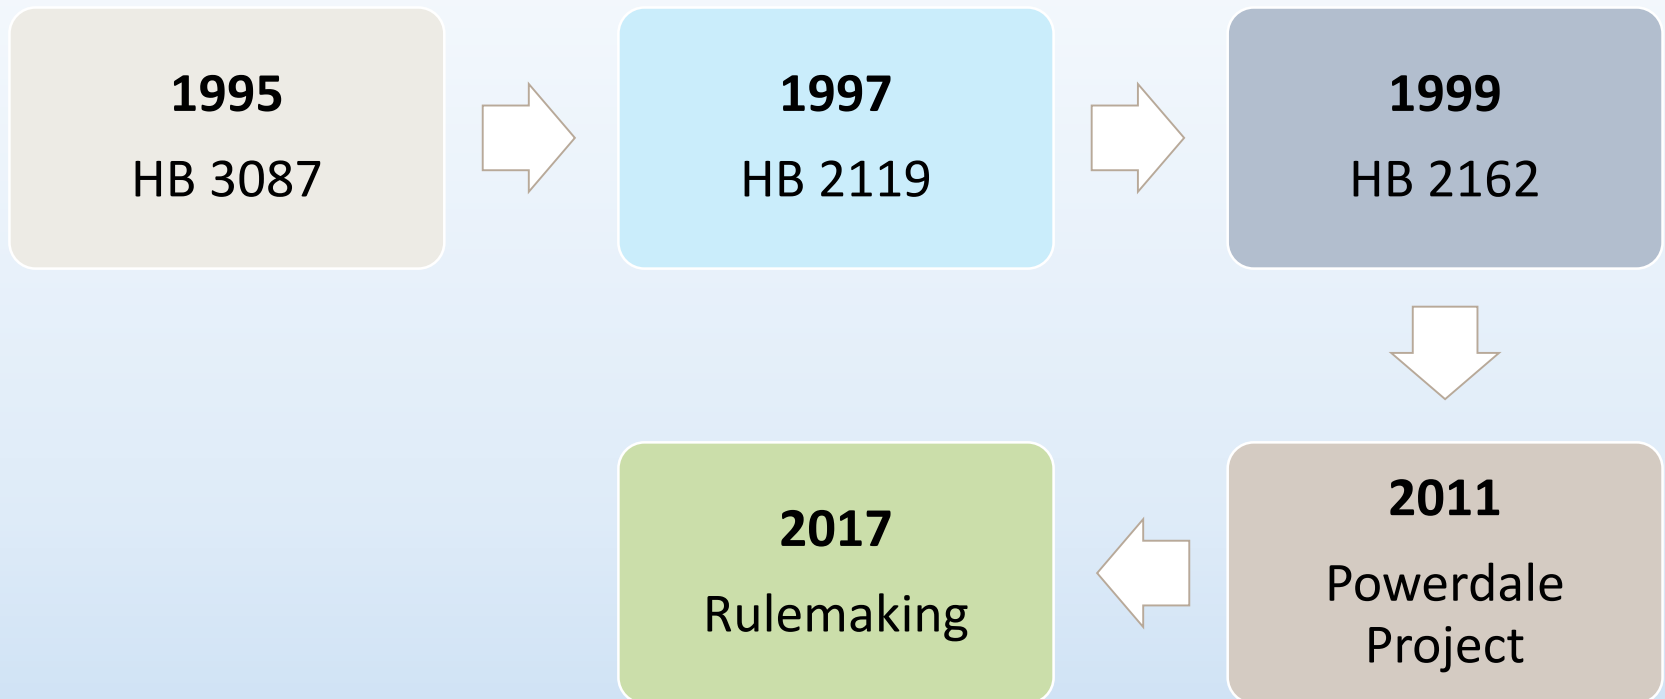 1995
HB 3087
1997
HB 2119
1999
HB 2162
2011
Powerdale
Project
2017
Rulemaking